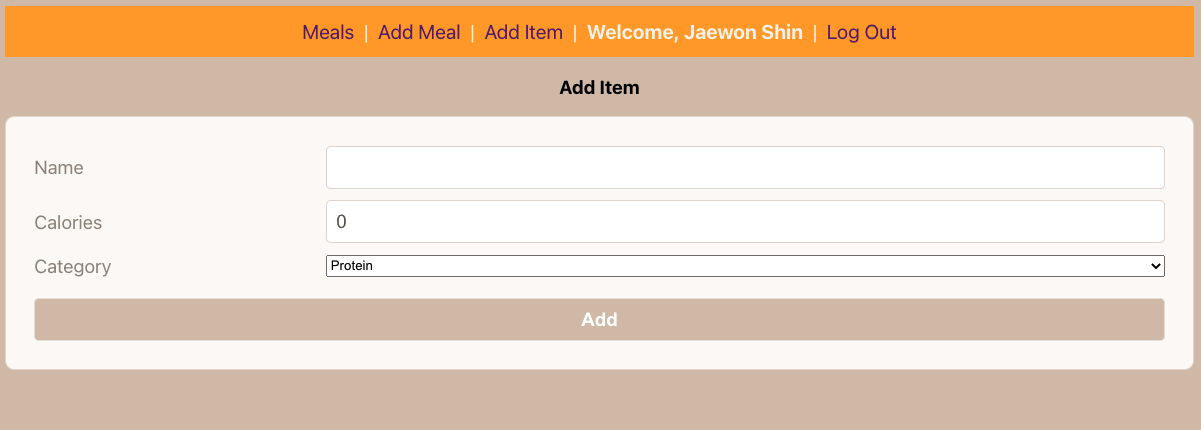 Meals | Add Meal | Add Item | Welcome, Jaewon Shin | Log Out
Add Item
Name
Calories 0
Category Protein
Add